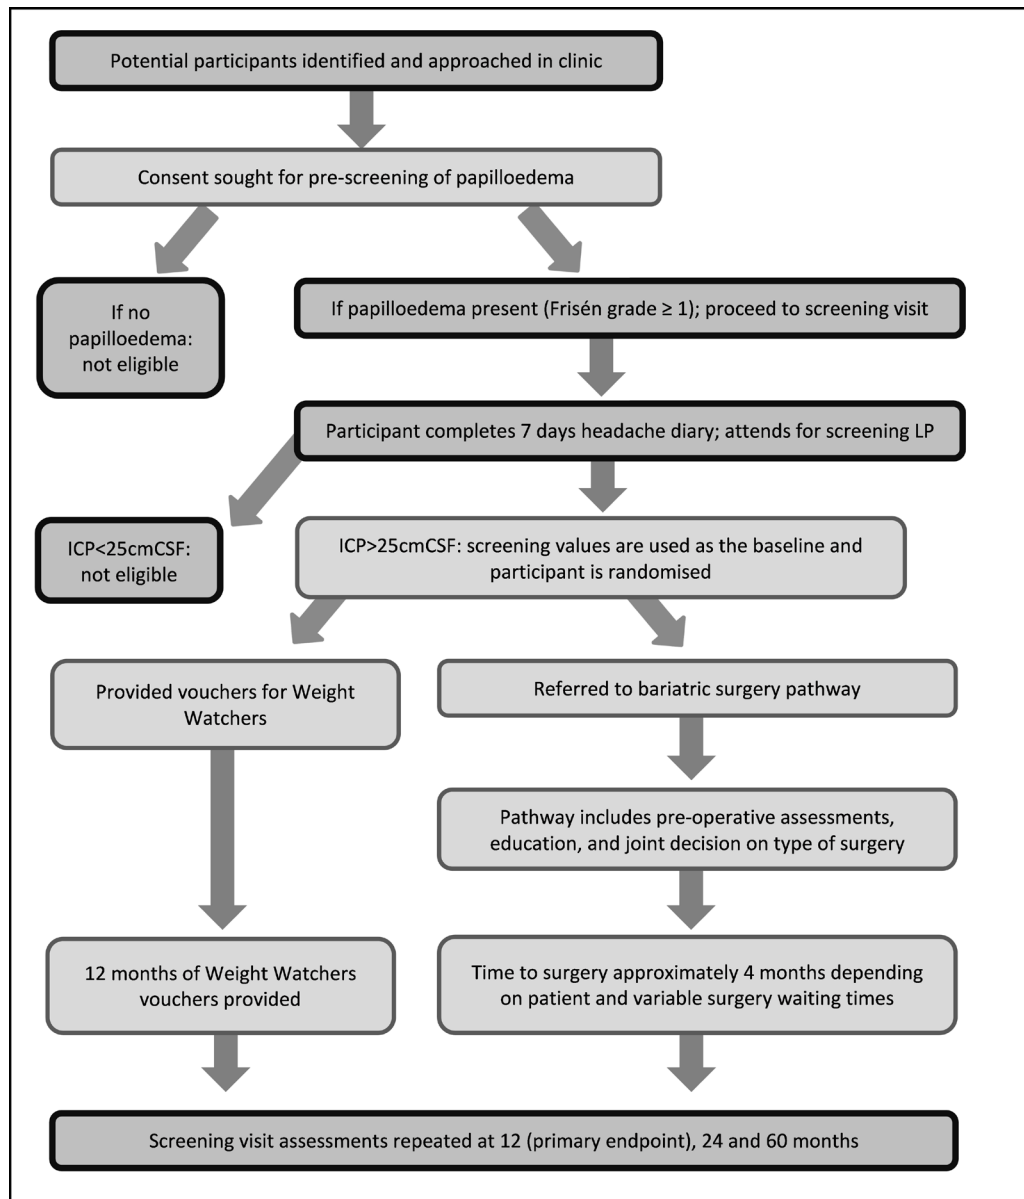 Potential participants identified and approached in clinic
Consent sought for pre-screening of papilloedema
If no
papilloedema:
not eligible
If papilloedema present (Frisén grade ≥ 1); proceed to screening visit
Participant completes 7 days headache diary; attends for screening LP
ICP<25cmCSF:
not eligible
ICP>25cmCSF: screening values are used as the baseline and
participant is randomised
Provided vouchers for Weight
Watchers
Referred to bariatric surgery pathway
Pathway includes pre-operative assessments,
education, and joint decision on type of surgery
12 months of Weight Watchers
vouchers provided
Time to surgery approximately 4 months depending
on patient and variable surgery waiting times
Screening visit assessments repeated at 12 (primary endpoint), 24 and 60 months